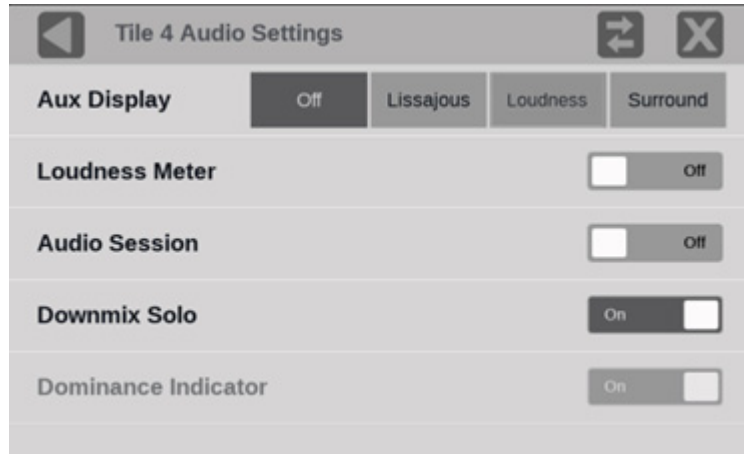 Tile 4 Audio Settings
Aux Display Off Lissajous Loudness Surround
Loudness Meter Off
Audio Session Off
Downmix Solo On
Dominance Indicator On